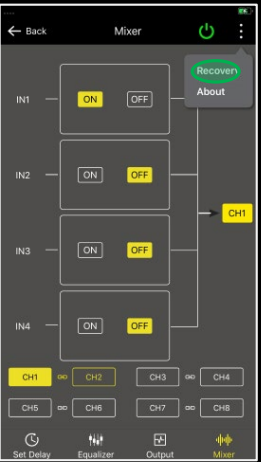 Back Mixer
Recovery
About
IN1 ON OFF
IN2 ON OFF
CH1
IN3 ON OFF
IN4 ON OFF
CH1 CH2 CH3 CH4
CH5 CH6 CH7 CH8
Set Delay Equalizer Output Mixer